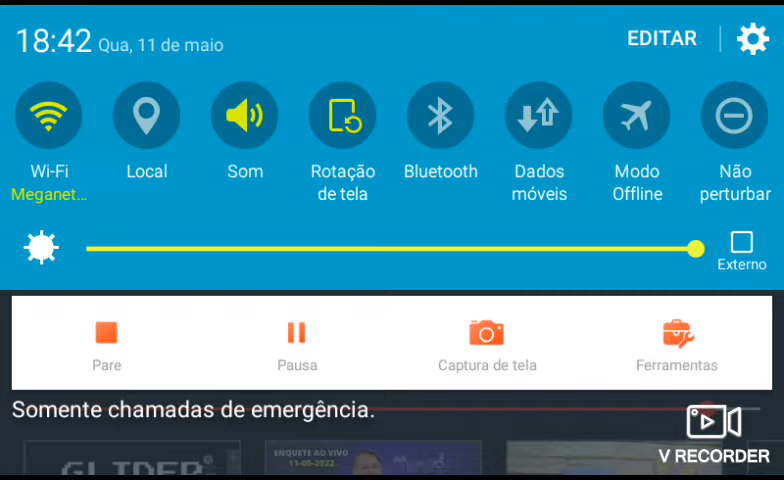 18:42 Qua, 11 de maio
EDITAR
Wi-Fi
Meganet...
Local
Som
Rotação
de tela
Bluetooth
Dados
móveis
Modo
Offline
Não
perturbar
Externo
Pare
Pausa
Captura de tela
Ferramentas
Somente chamadas de emergência.
V RECORDER
GLIDER
ENQUETE AO VIVO
11-05-2022